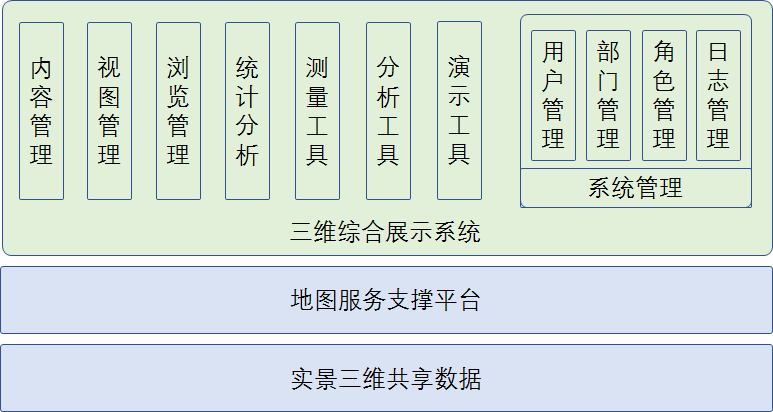 内容管理
视图管理
浏览管理
统计分析
测量工具
分析工具
演示工具
用户管理
部门管理
角色管理
日志管理
系统管理
三维综合展示系统
地图服务支撑平台
实景三维共享数据